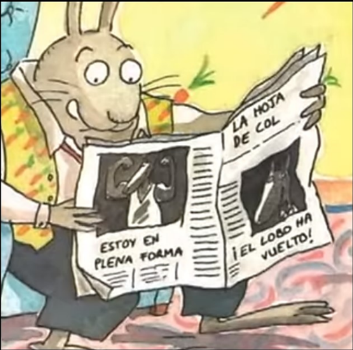 ESTOY EN
PLENA FORMA
LA HOJA
DE COL
¡EL LOBO HA
VUELTO!